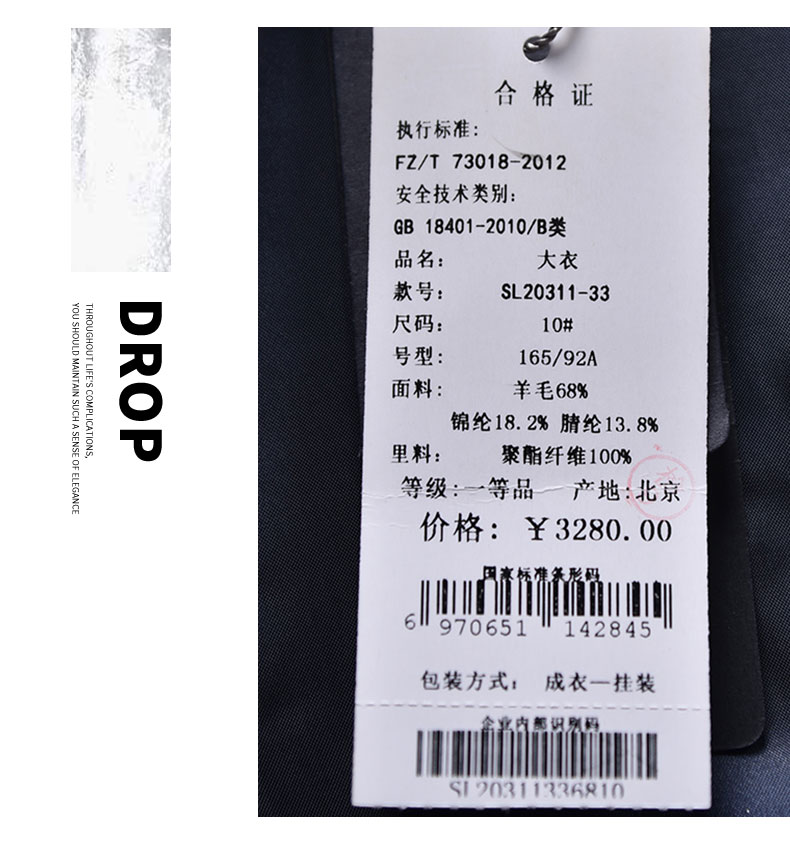 DROP
THROUGHOUT LIFE'S COMPLICATIONS,
YOU SHOULD MAINTAIN SUCH A SENSE OF ELEGANCE
合格证
执行标准:
FZ/T 73018-2012
安全技术类别:
GB 18401-2010/B类
品名: 大衣
款号: SL20311-33
尺码: 10#
号型: 165/92A
面料: 羊毛68%
锦纶18.2% 腈纶13.8%
里料: 聚酯纤维100%
等级:一等品 产地:北京
价格: ¥3280.00
国家标准条形码
6 970651 142845
包装方式: 成衣—挂装
企业内部识别码
SL20311336810